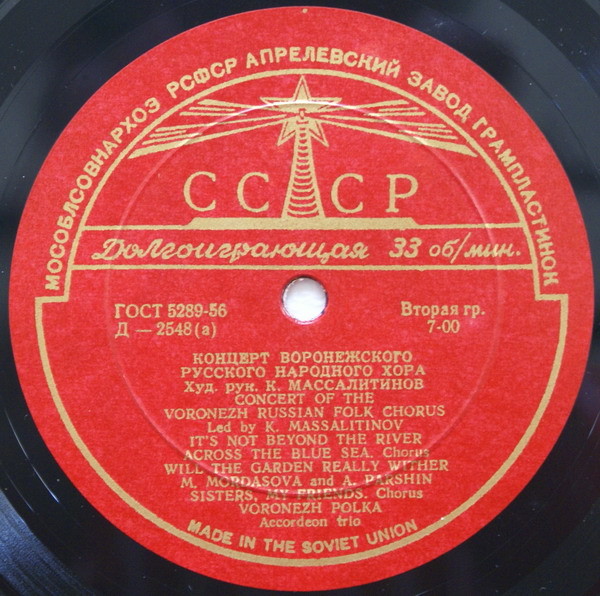 МОСОБЛСОВНАРХОЗ РСФСР АПРЕЛЕВСКИЙ ЗАВОД ГРАМПЛАСТИНОК
СССР
Долгоиграющая 33 об/мин.
ГОСТ 5289-56
Д — 2548(а)
Вторая гр.
7-00
КОНЦЕРТ ВОРОНЕЖСКОГО
РУССКОГО НАРОДНОГО ХОРА
Худ. рук. К. МАССАЛИТИНОВ
CONCERT OF THE
VORONEZH RUSSIAN FOLK CHORUS
Led by K. MASSALITINOV
IT'S NOT BEYOND THE RIVER
ACROSS THE BLUE SEA. Chorus
WILL THE GARDEN REALLY WITHER
M. MORDASOVA and A. PARSHIN
SISTERS, MY FRIENDS. Chorus
VORONEZH POLKA
Accordeon trio
MADE IN THE SOVIET UNION